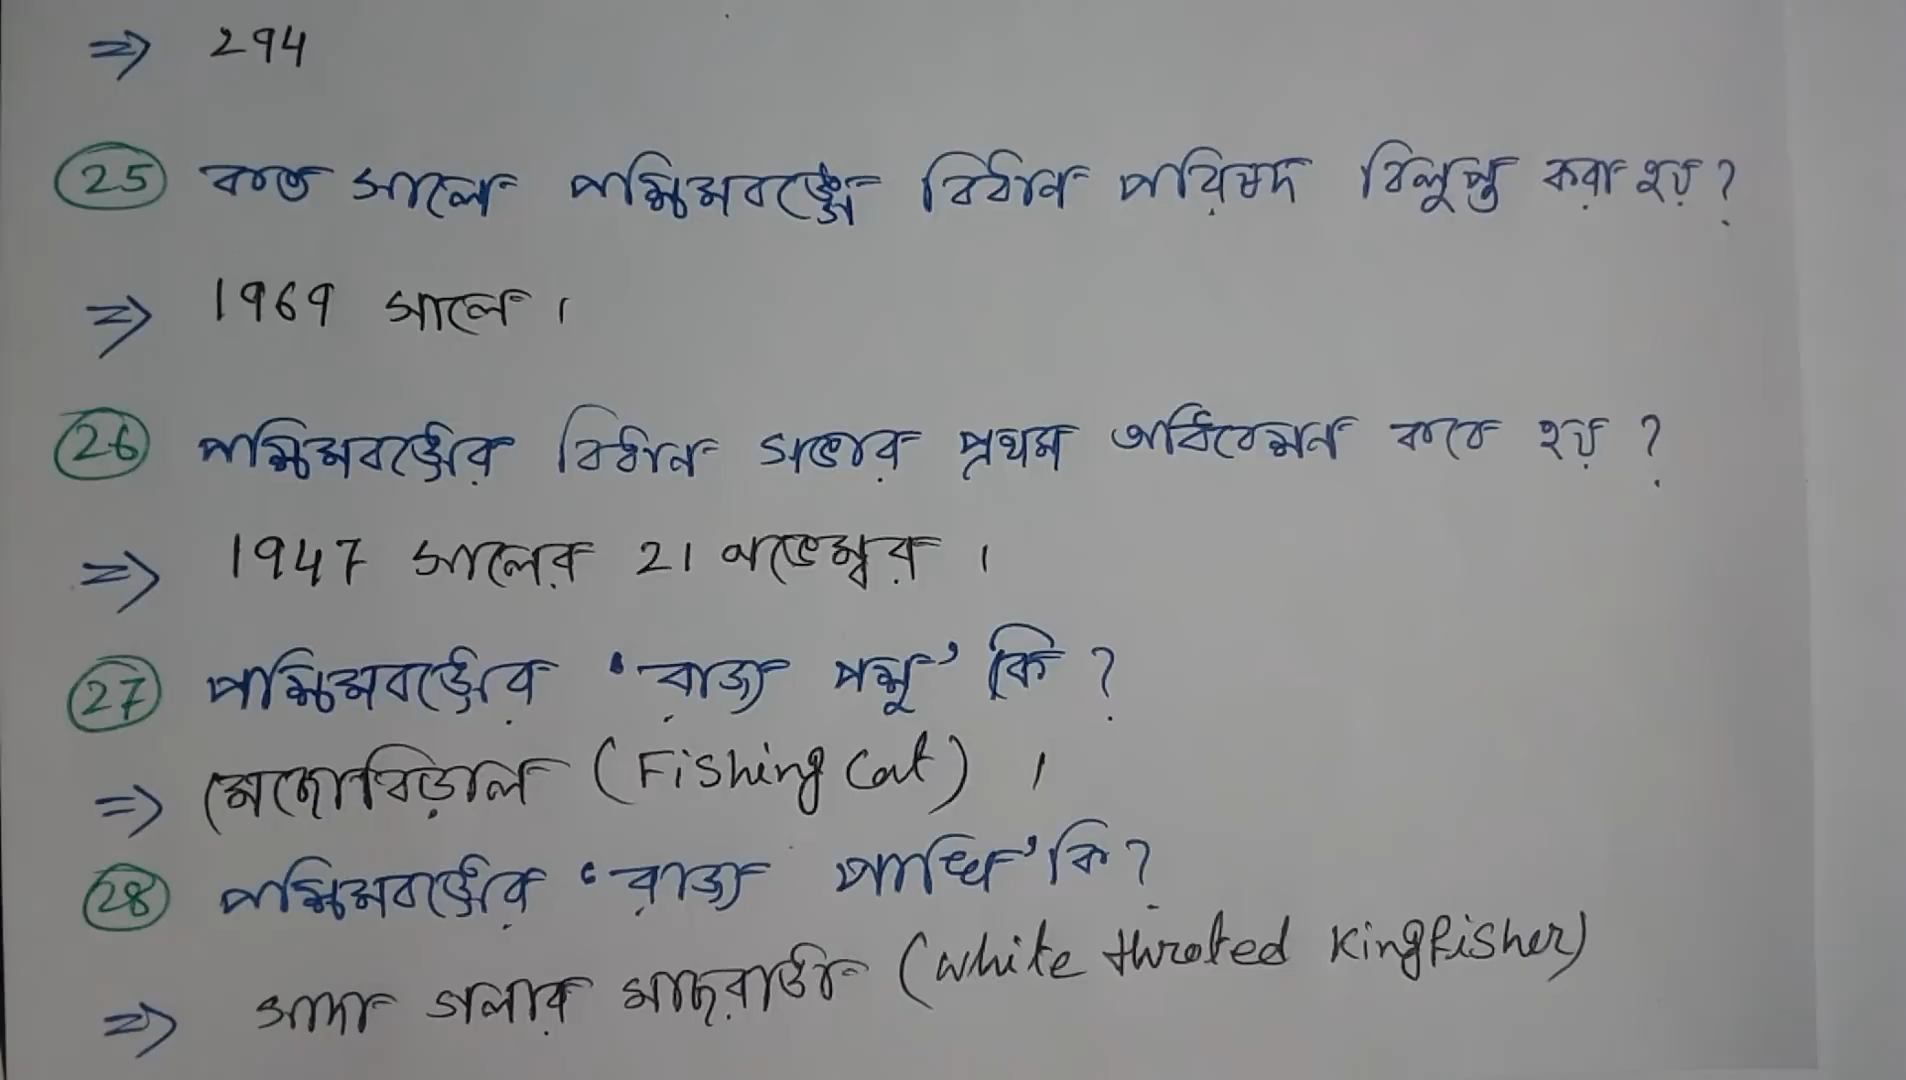 ⇒ 294
25 কত সালে পশ্চিমবঙ্গে বিধান পরিষদ বিলুপ্ত করা হয়?
⇒ 1969 সালে।
26 পশ্চিমবঙ্গের বিধান সভার প্রথম অধিবেশন কবে হয়?
⇒ 1947 সালের 21 নভেম্বর।
27 পশ্চিমবঙ্গের 'রাজ্য পশু' কি?
⇒ মেছোবিড়াল (Fishing Cat)।
28 পশ্চিমবঙ্গের 'রাজ্য পাখি' কি?
⇒ সাদা গলার মাছরাঙা (White throted Kingfisher)